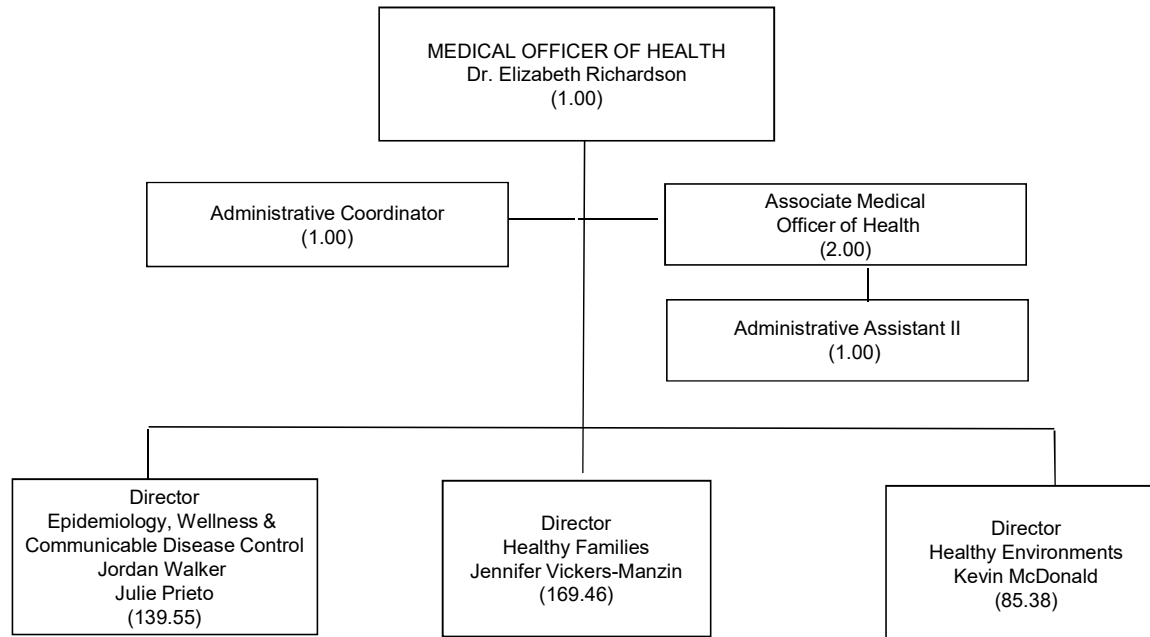 MEDICAL OFFICER OF HEALTH
Dr. Elizabeth Richardson
(1.00)
Administrative Coordinator
(1.00)
Associate Medical
Officer of Health
(2.00)
Administrative Assistant II
(1.00)
Director
Epidemiology, Wellness &
Communicable Disease Control
Jordan Walker
Julie Prieto
(139.55)
Director
Healthy Families
Jennifer Vickers-Manzin
(169.46)
Director
Healthy Environments
Kevin McDonald
(85.38)